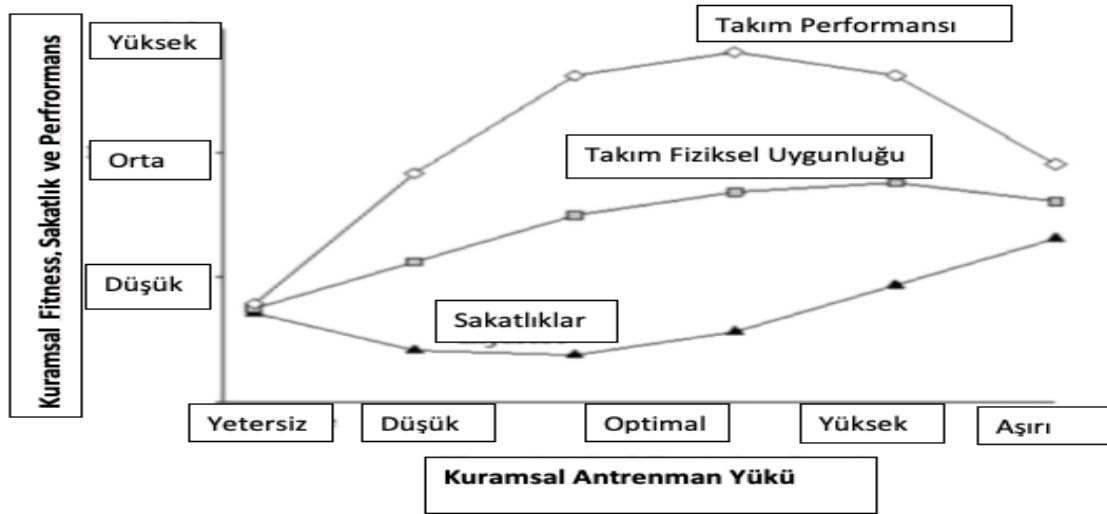 Kuramsal Fitness,Sakatlık ve Perfrormans
Yüksek
Orta
Düşük
Takım Performansı
Takım Fiziksel Uygunluğu
Sakatlıklar
Yetersiz
Düşük
Optimal
Yüksek
Aşırı
Kuramsal Antrenman Yükü